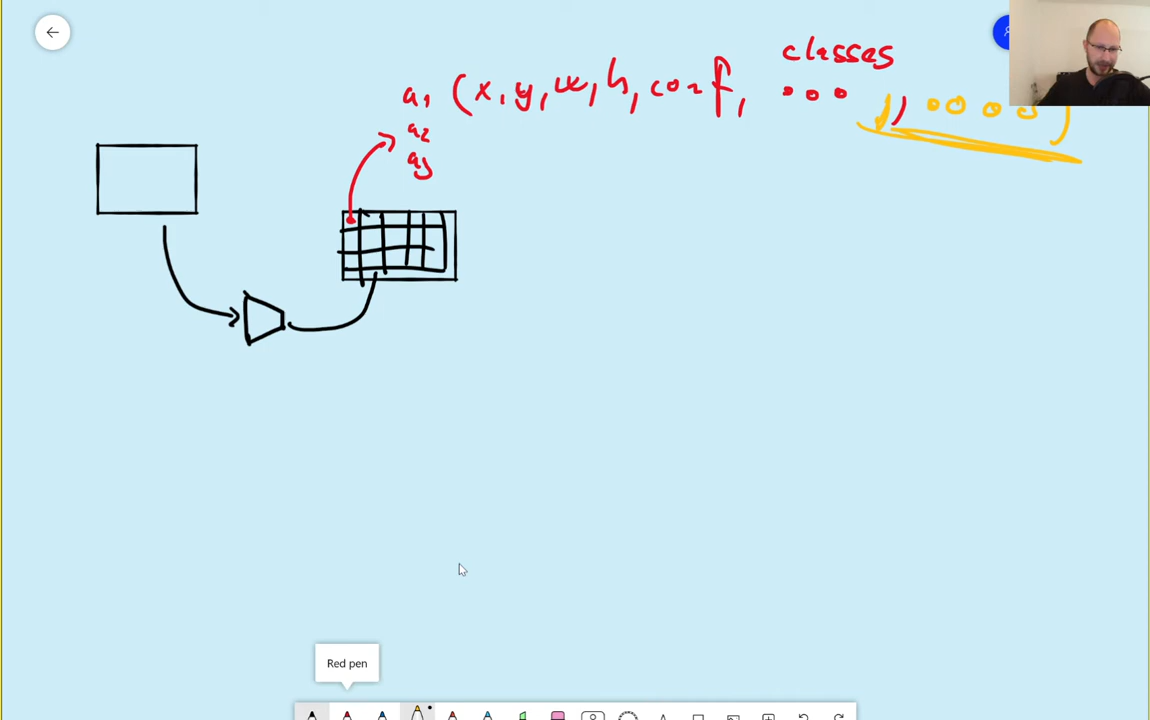 classes
a1 (x, y, w, h, conf, ... , .... )
a2
a3
Red pen